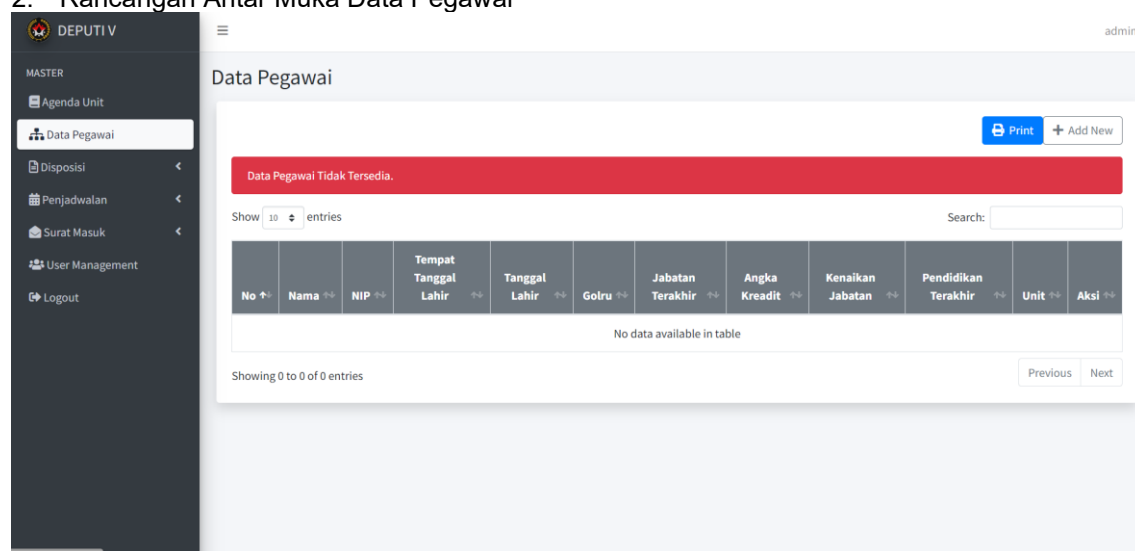 2. Rancangan Antar Muka Data Pegawai
DEPUTI V
admin
MASTER
Agenda Unit
Data Pegawai
Disposisi
Penjadwalan
Surat Masuk
User Management
Logout
Data Pegawai
Print
Add New
Data Pegawai Tidak Tersedia.
Show 10 entries
Search:
No
Nama
NIP
Tempat
Tanggal
Lahir
Tanggal
Lahir
Golru
Jabatan
Terakhir
Angka
Kredit
Kenaikan
Jabatan
Pendidikan
Terakhir
Unit
Aksi
No data available in table
Showing 0 to 0 of 0 entries
Previous
Next